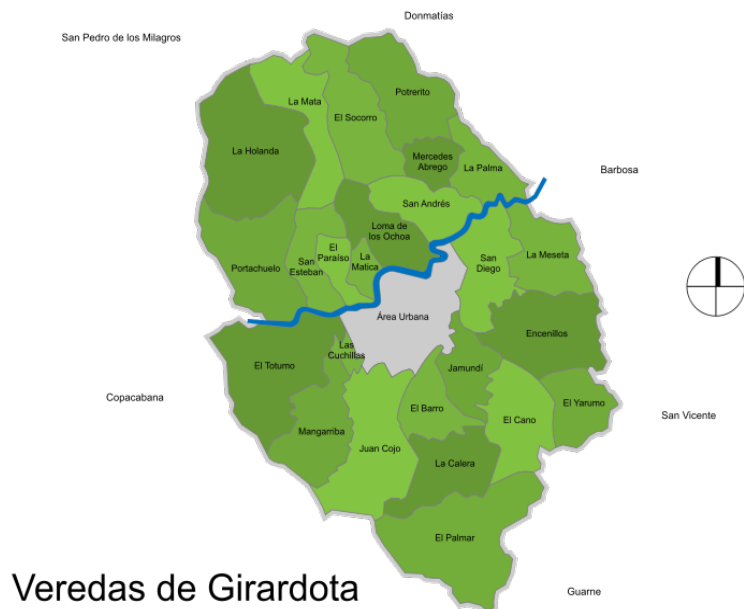 Donmatías
San Pedro de los Milagros
Potrerito
La Mata
El Socorro
La Holanda
Mercedes
Abrego
La Palma
Barbosa
San Andrés
Loma de
los Ochoa
El
Paraíso
La
Matica
San
Esteban
Portachuelo
San
Diego
La Meseta
Área Urbana
Encenillos
Las
Cuchillas
El Totumo
Jamundí
Copacabana
El Barro
El Cano
El Yarumo
San Vicente
Mangarriba
Juan Cojo
La Calera
El Palmar
Veredas de Girardota
Guarne